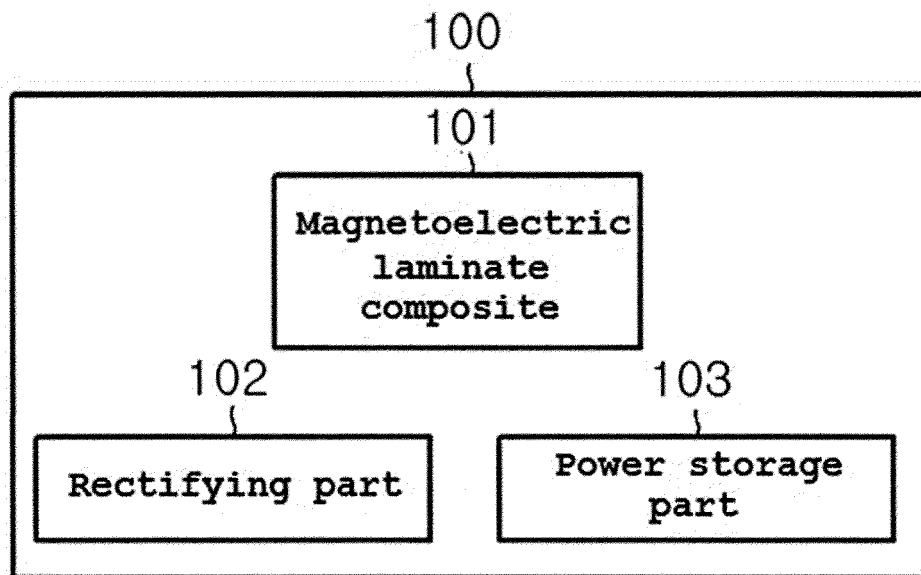 100
101
Magnetoelectric
laminate
composite
102
Rectifying part
103
Power storage
part